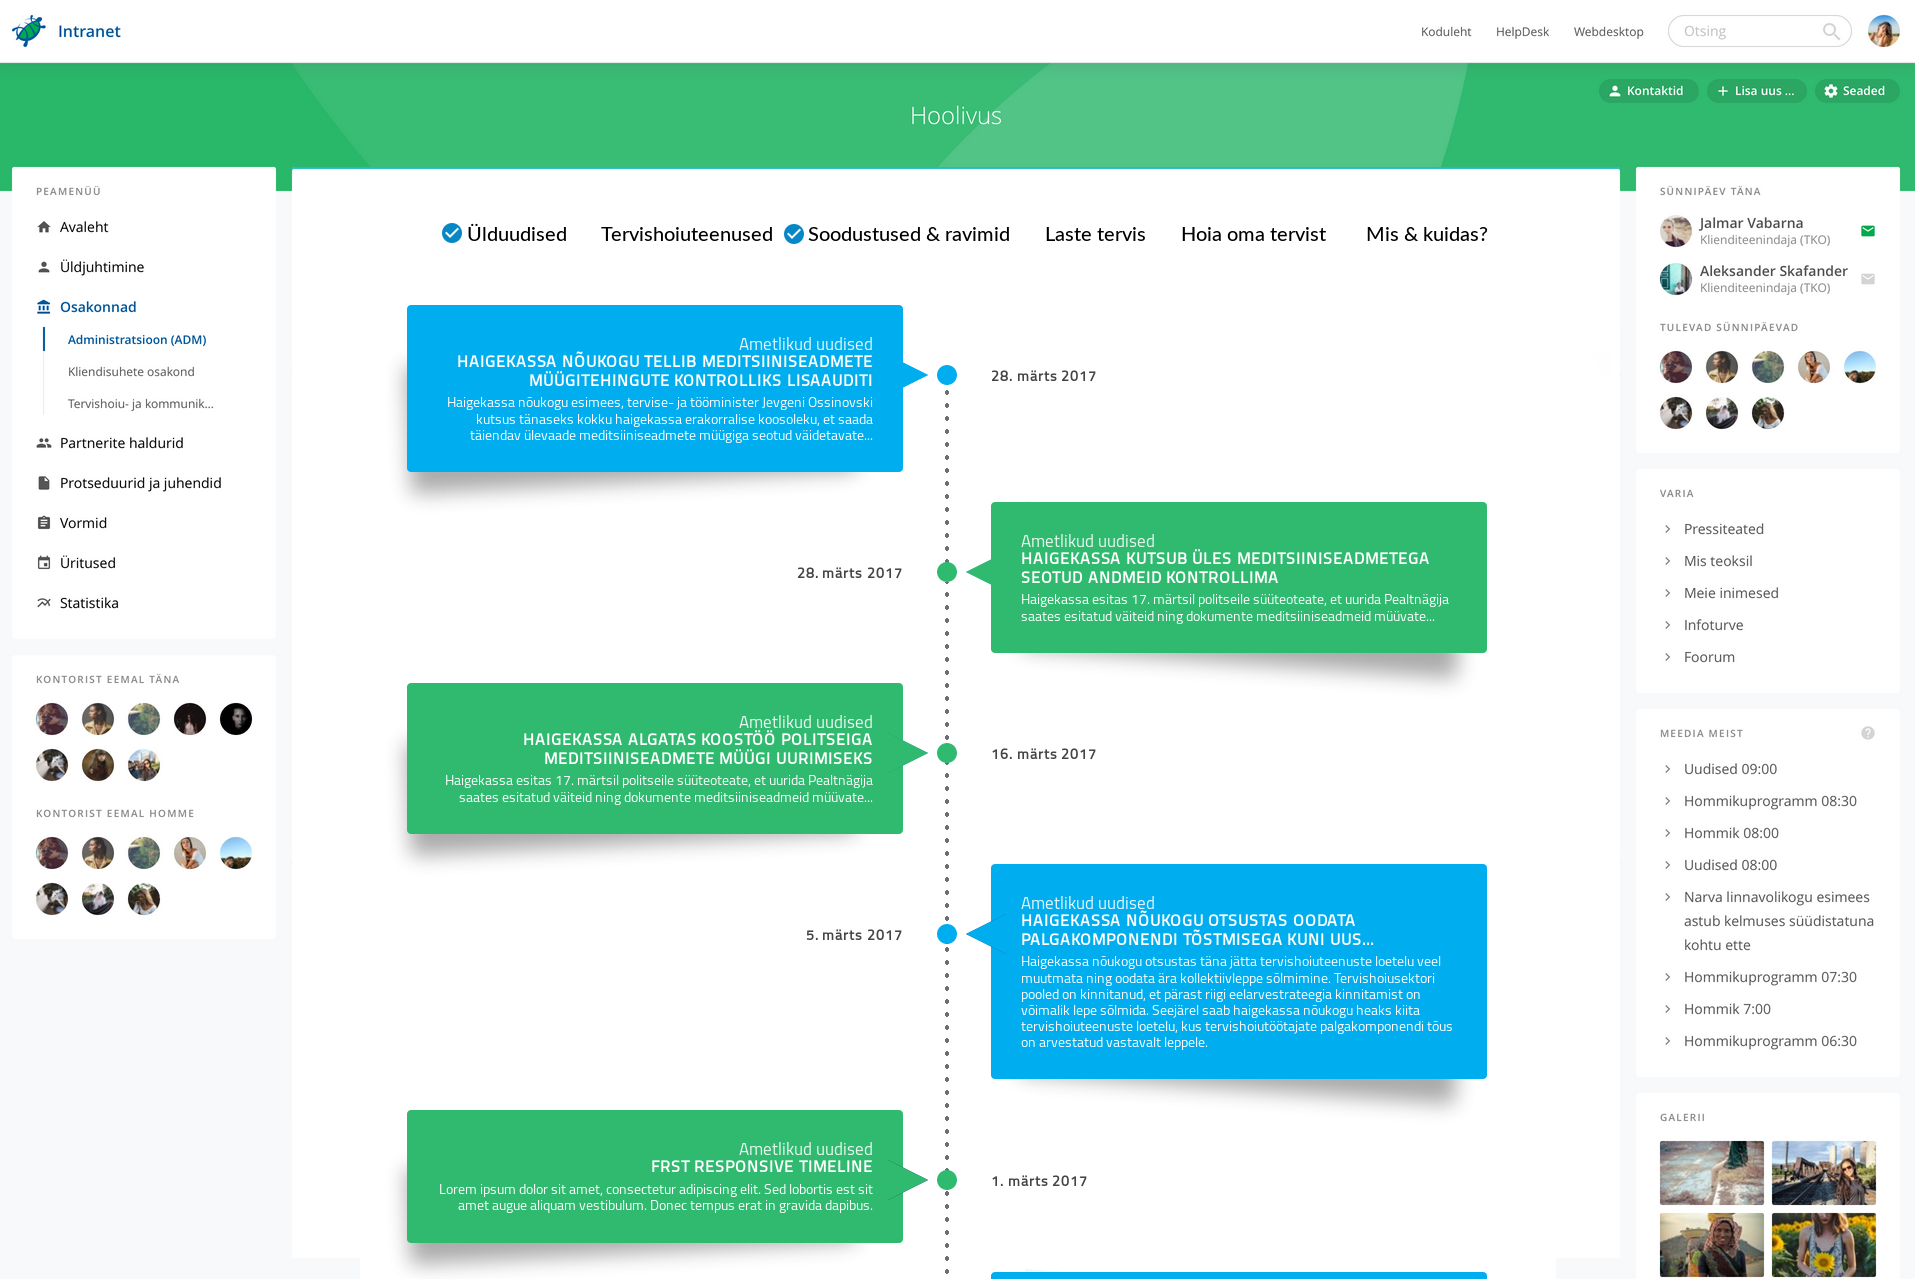 Intranet
Koduleht
HelpDesk
Webdesktop
Otsing
Kontaktid
Lisa uus ...
Seaded
Hoolivus
PEAMENÜÜ
Avaleht
Üldjuhtimine
Osakonnad
Administratsioon (ADM)
Kliendisuhete osakond
Tervishoiu- ja kommunik...
Partnerite haldurid
Protseduurid ja juhendid
Vormid
Üritused
Statistika
KONTORIST EEMAL TÄNA
KONTORIST EEMAL HOMME
Ülduudised
Tervishoiuteenused
Soodustused & ravimid
Laste tervis
Hoia oma tervist
Mis & kuidas?
Ametlikud uudised
HAIGEKASSA NÕUKOGU TELLIB MEDITSIINISEADMETE
MÜÜGITEHINGUTE KONTROLLIKS LISAAUDITI
Haigekassa nõukogu esimees, tervise- ja tööminister Jevgeni Ossinovski
kutsus tänaseks kokku haigekassa erakorralise koosoleku, et saada
täiendav ülevaade meditsiiniseadmete müügiga seotud väidetavate...
28. märts 2017
28. märts 2017
Ametlikud uudised
HAIGEKASSA KUTSUB ÜLES MEDITSIINISEADMETEGA
SEOTUD ANDMEID KONTROLLIMA
Haigekassa esitas 17. märtsil politseile süüteoteate, et uurida Pealtnägija
saates esitatud väiteid ning dokumente meditsiiniseadmeid müüvate...
Ametlikud uudised
HAIGEKASSA ALGATAS KOOSTÖÖ POLITSEIGA
MEDITSIINISEADMETE MÜÜGI UURIMISEKS
Haigekassa esitas 17. märtsil politseile süüteoteate, et uurida Pealtnägija
saates esitatud väiteid ning dokumente meditsiiniseadmeid müüvate...
16. märts 2017
5. märts 2017
Ametlikud uudised
HAIGEKASSA NÕUKOGU OTSUSTAS OODATA
PALGAKOMPONENDI TÕSTMISEGA KUNI UUS...
Haigekassa nõukogu otsustas täna jätta tervishoiuteenuste loetelu veel
muutmata ning oodata ära kollektiivleppe sõlmimine. Tervishoiusektori
pooled on kinnitanud, et pärast riigi eelarvestrateegia kinnitamist on
võimalik lepe sõlmida. Seejärel saab haigekassa nõukogu heaks kiita
tervishoiuteenuste loetelu, kus tervishoiutöötajate palgakomponendi tõus
on arvestatud vastavalt leppele.
Ametlikud uudised
FRST RESPONSIVE TIMELINE
Lorem ipsum dolor sit amet, consectetur adipiscing elit. Sed lobortis est sit
amet augue aliquam vestibulum. Donec tempus erat in gravida dapibus.
1. märts 2017
SÜNNIPÄEV TÄNA
Jalmar Vabarna
Klienditeenindaja (TKO)
Aleksander Skafander
Klienditeenindaja (TKO)
TULEVAD SÜNNIPÄEVAD
VARIA
Pressiteated
Mis teoksil
Meie inimesed
Infoturve
Foorum
MEEDIA MEIST
Uudised 09:00
Hommikuprogramm 08:30
Hommik 08:00
Uudised 08:00
Narva linnavolikogu esimees
astub kelmuses süüdistatuna
kohtu ette
Hommikuprogramm 07:30
Hommik 7:00
Hommikuprogramm 06:30
GALERII